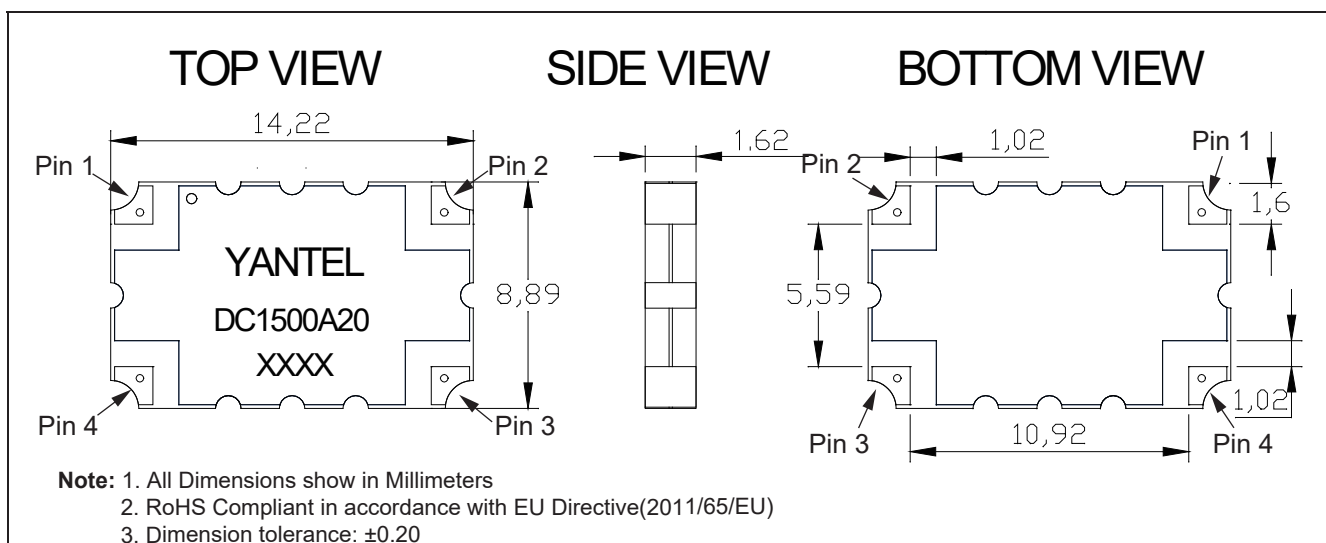 TOP VIEW
SIDE VIEW
BOTTOM VIEW
14,22
1.62
1,02
Pin 1
Pin 2
Pin 2
Pin 1
1,6
YANTEL
DC1500A20
XXXX
8,89
5,59
1,02
Pin 4
Pin 3
Pin 3
10,92
Pin 4
Note: 1. All Dimensions show in Millimeters
2. RoHS Compliant in accordance with EU Directive(2011/65/EU)
3. Dimension tolerance: ±0.20